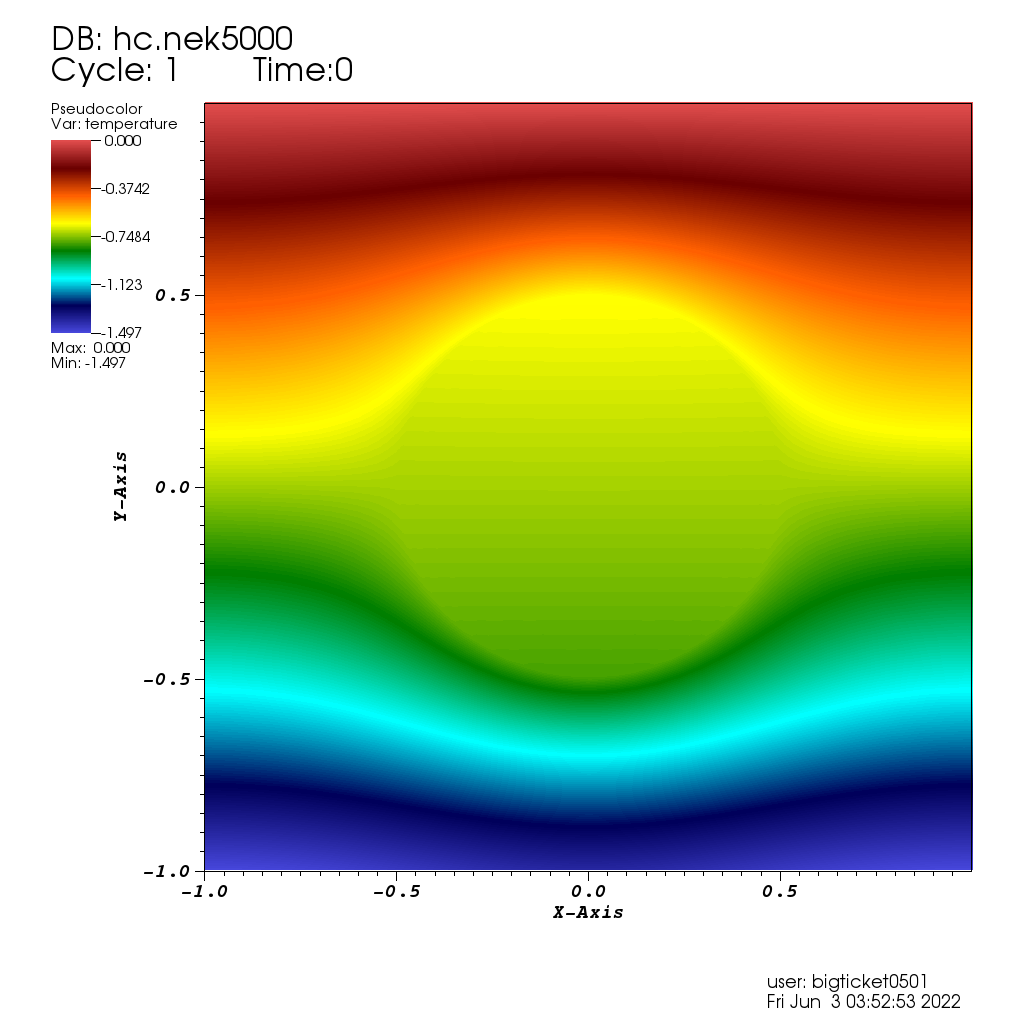 DB: hc.nek5000
Cycle: 1 Time:0
Pseudocolor
Var: temperature
0.000
-0.3742
-0.7484
-1.123
-1.497
Max: 0.000
Min: -1.497
0.5
0.0
-0.5
-1.0
Y-Axis
-1.0 -0.5 0.0 0.5
X-Axis
user: bigticket0501
Fri Jun 3 03:52:53 2022